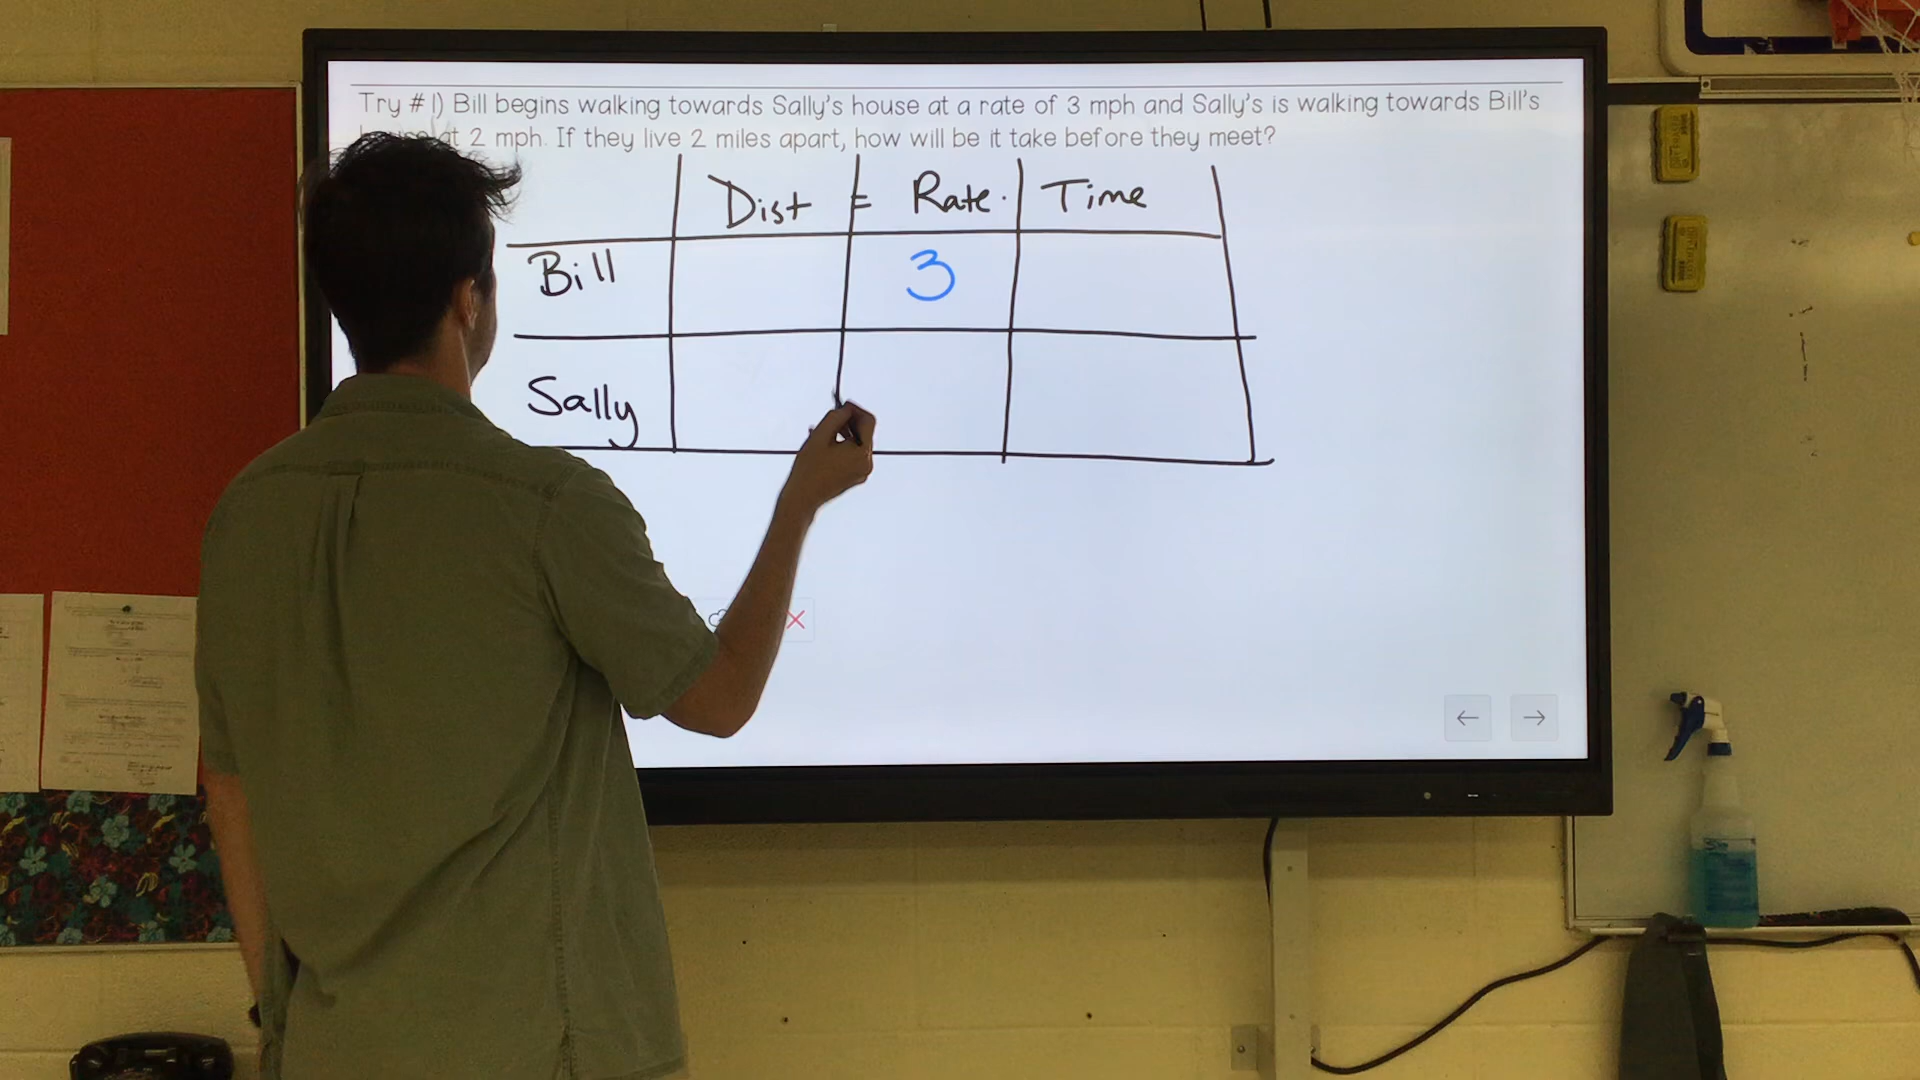 Try #1) Bill begins walking towards Sally's house at a rate of 3 mph and Sally's is walking towards Bill's
at 2 mph. If they live 2 miles apart, how will be it take before they meet?
Dist = Rate · Time
Bill 3
Sally